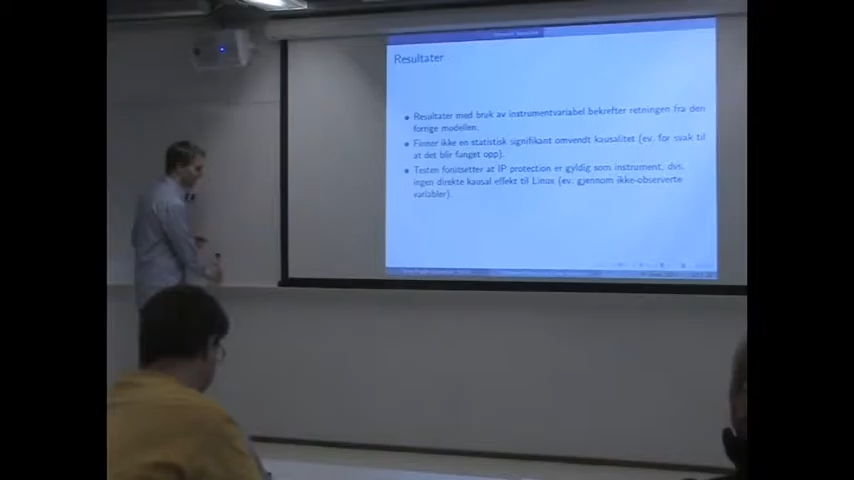 Resultater
Resultater med bruk av instrumentvariabel bekrefter retningen fra den
forrige modellen.
Finner ikke en statistisk signifikant omvendt kausalitet (ev. for svak til
at det blir fanget opp).
Testen forutsetter at IP protection er gyldig som instrument, dvs.
ingen direkte kausal effekt til Linux (ev. gjennom ikke-observerte
variabler).